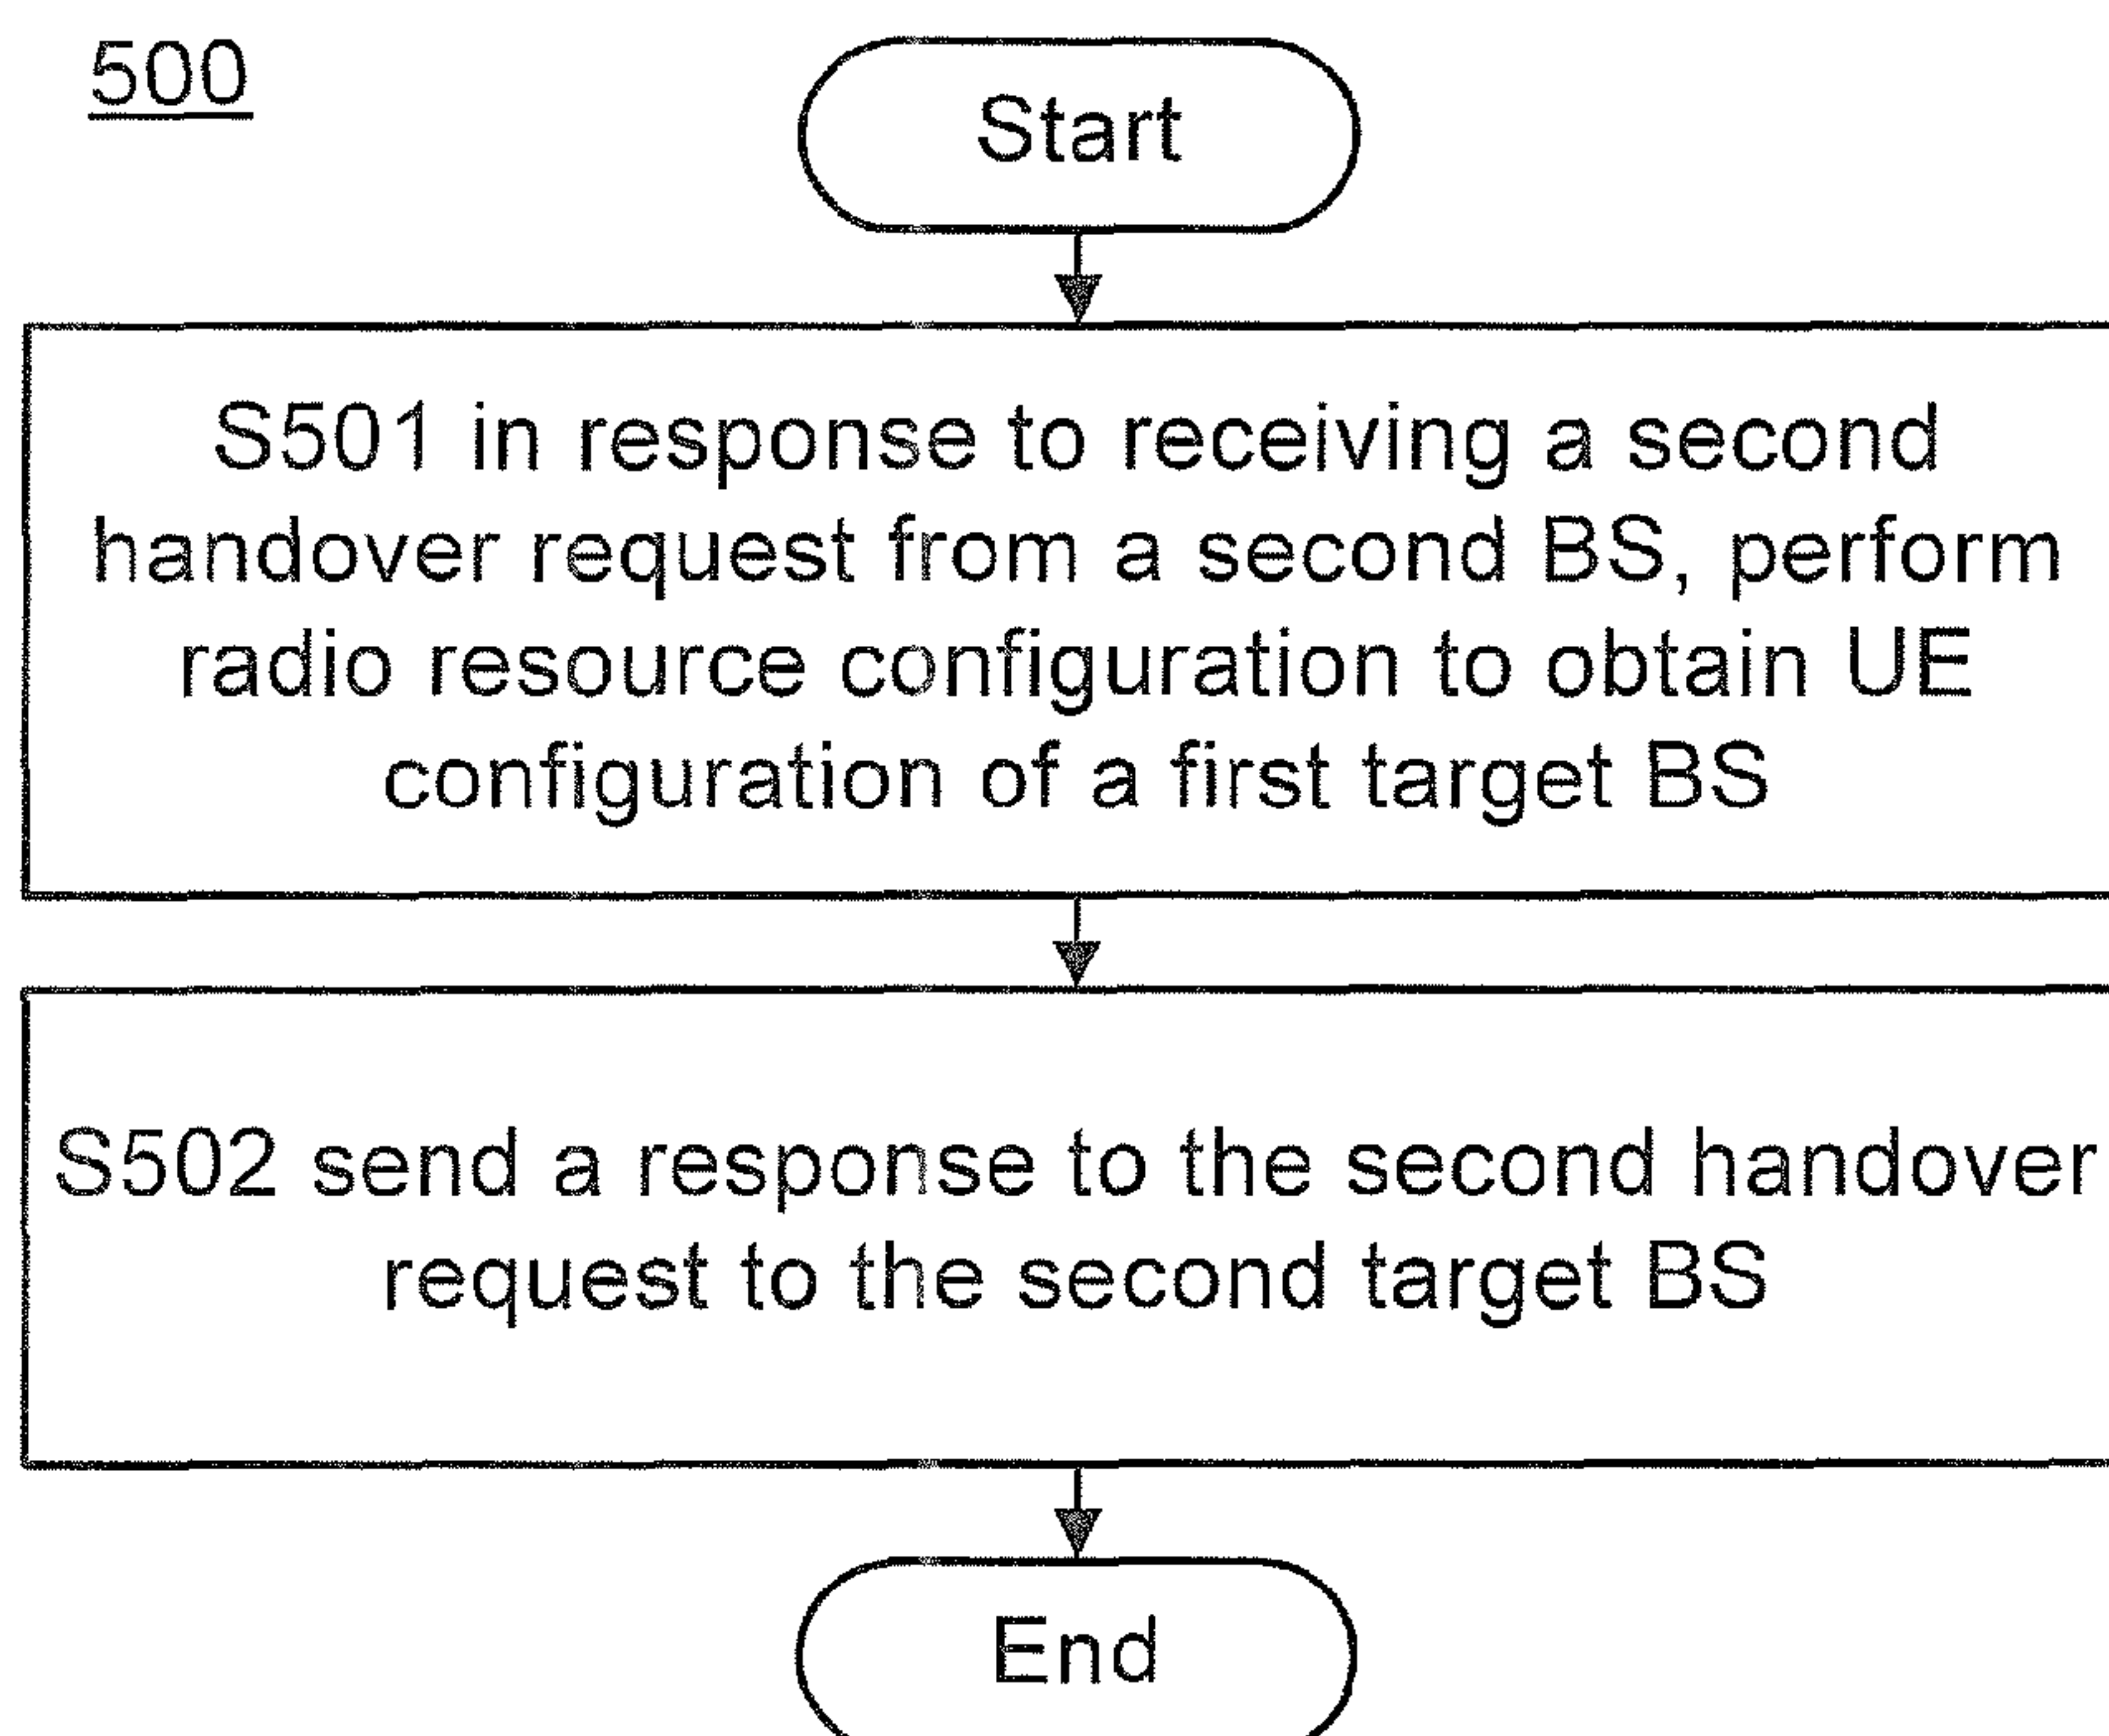 500
Start
S501 in response to receiving a second
handover request from a second BS, perform
radio resource configuration to obtain UE
configuration of a first target BS
S502 send a response to the second handover
request to the second target BS
End